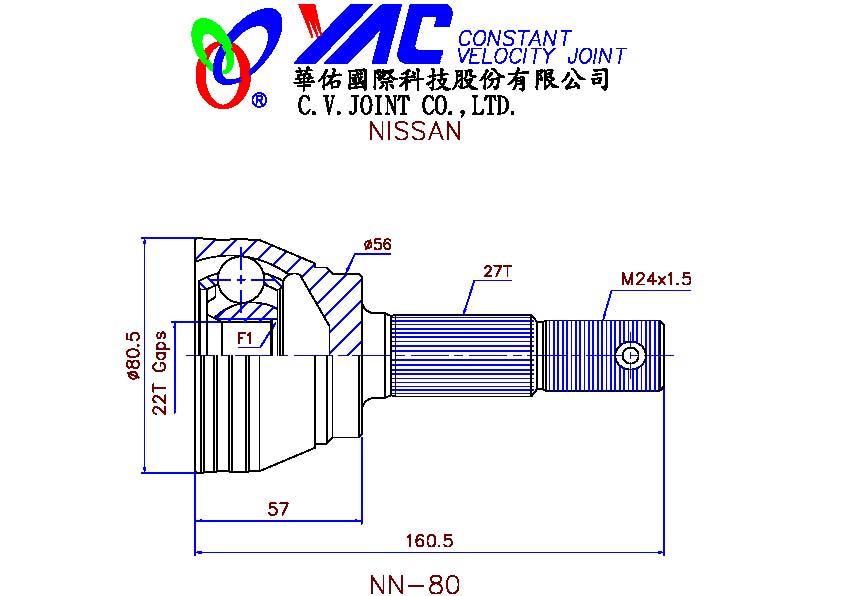 YAC CONSTANT
VELOCITY JOINT
華佑國際科技股份有限公司
®
C.V.JOINT CO.,LTD.
NISSAN
ø56
27T
M24x1.5
F1
ø80.5
22T Gaps
57
160.5
NN-80